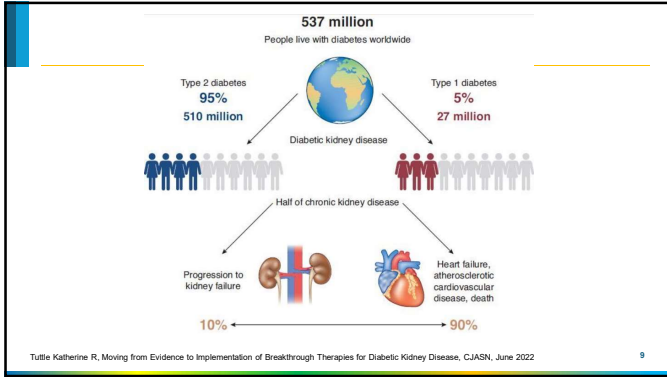 537 million
People live with diabetes worldwide
Type 2 diabetes
95%
510 million
Type 1 diabetes
5%
27 million
Diabetic kidney disease
Half of chronic kidney disease
Progression to
kidney failure
Heart failure,
atherosclerotic
cardiovascular
disease, death
10%
90%
Tuttle Katherine R, Moving from Evidence to Implementation of Breakthrough Therapies for Diabetic Kidney Disease, CJASN, June 2022
9